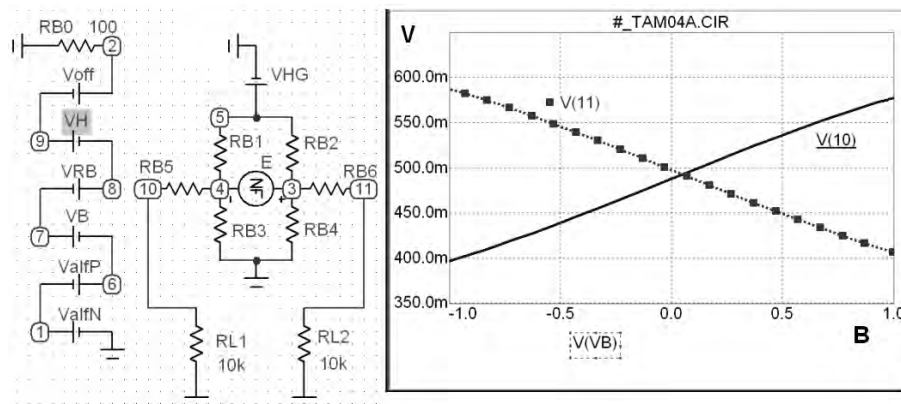 RB0 100
2
Voff
VH
9
VRB
8
VB
7
ValfP
6
ValfN
1
VHG
5
RB1
RB2
RB5
E
RB6
10
4
NF
3
11
-
+
RB3
RB4
RL1
10k
RL2
10k
#_TAM04A.CIR
V
600.0m
550.0m
500.0m
450.0m
400.0m
350.0m
V(11)
V(10)
-1.0
-0.5
0.0
0.5
1.0
B
V(VB)